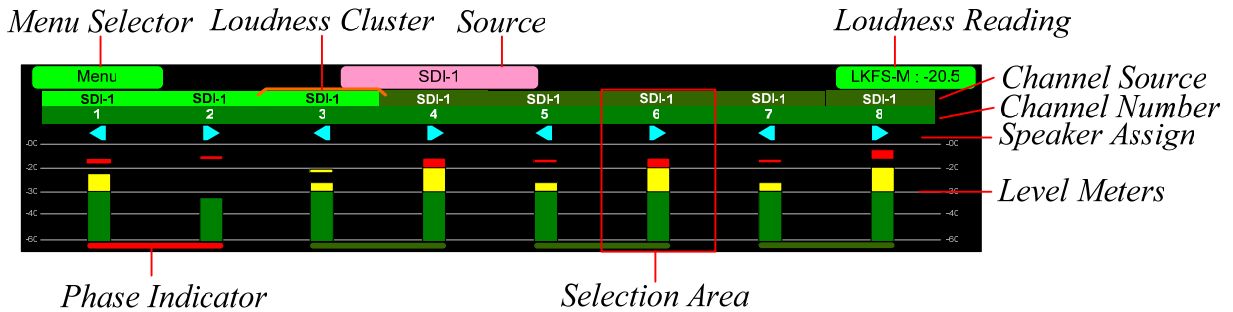 Menu Selector Loudness Cluster Source Loudness Reading
Menu SDI-1 LKFS-M : -20.5
SDI-1 SDI-1 SDI-1 SDI-1 SDI-1 SDI-1 SDI-1 SDI-1 Channel Source
1 2 3 4 5 6 7 8 Channel Number
Speaker Assign
-00 -00
-20 -20
-30 -30 Level Meters
-40 -40
-60 -60
Phase Indicator Selection Area